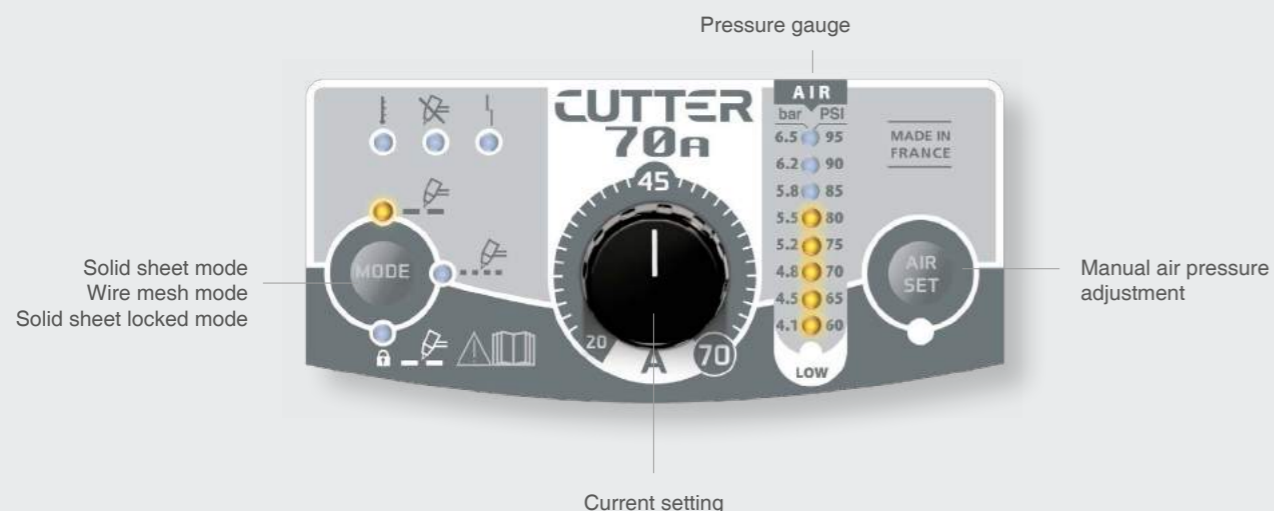 Pressure gauge
CUTTER
70A
AIR
bar PSI
6.5 95
6.2 90
5.8 85
5.5 80
5.2 75
4.8 70
4.5 65
4.1 60
LOW
MADE IN
FRANCE
45
20
A
70
MODE
AIR
SET
Solid sheet mode
Wire mesh mode
Solid sheet locked mode
Manual air pressure
adjustment
Current setting